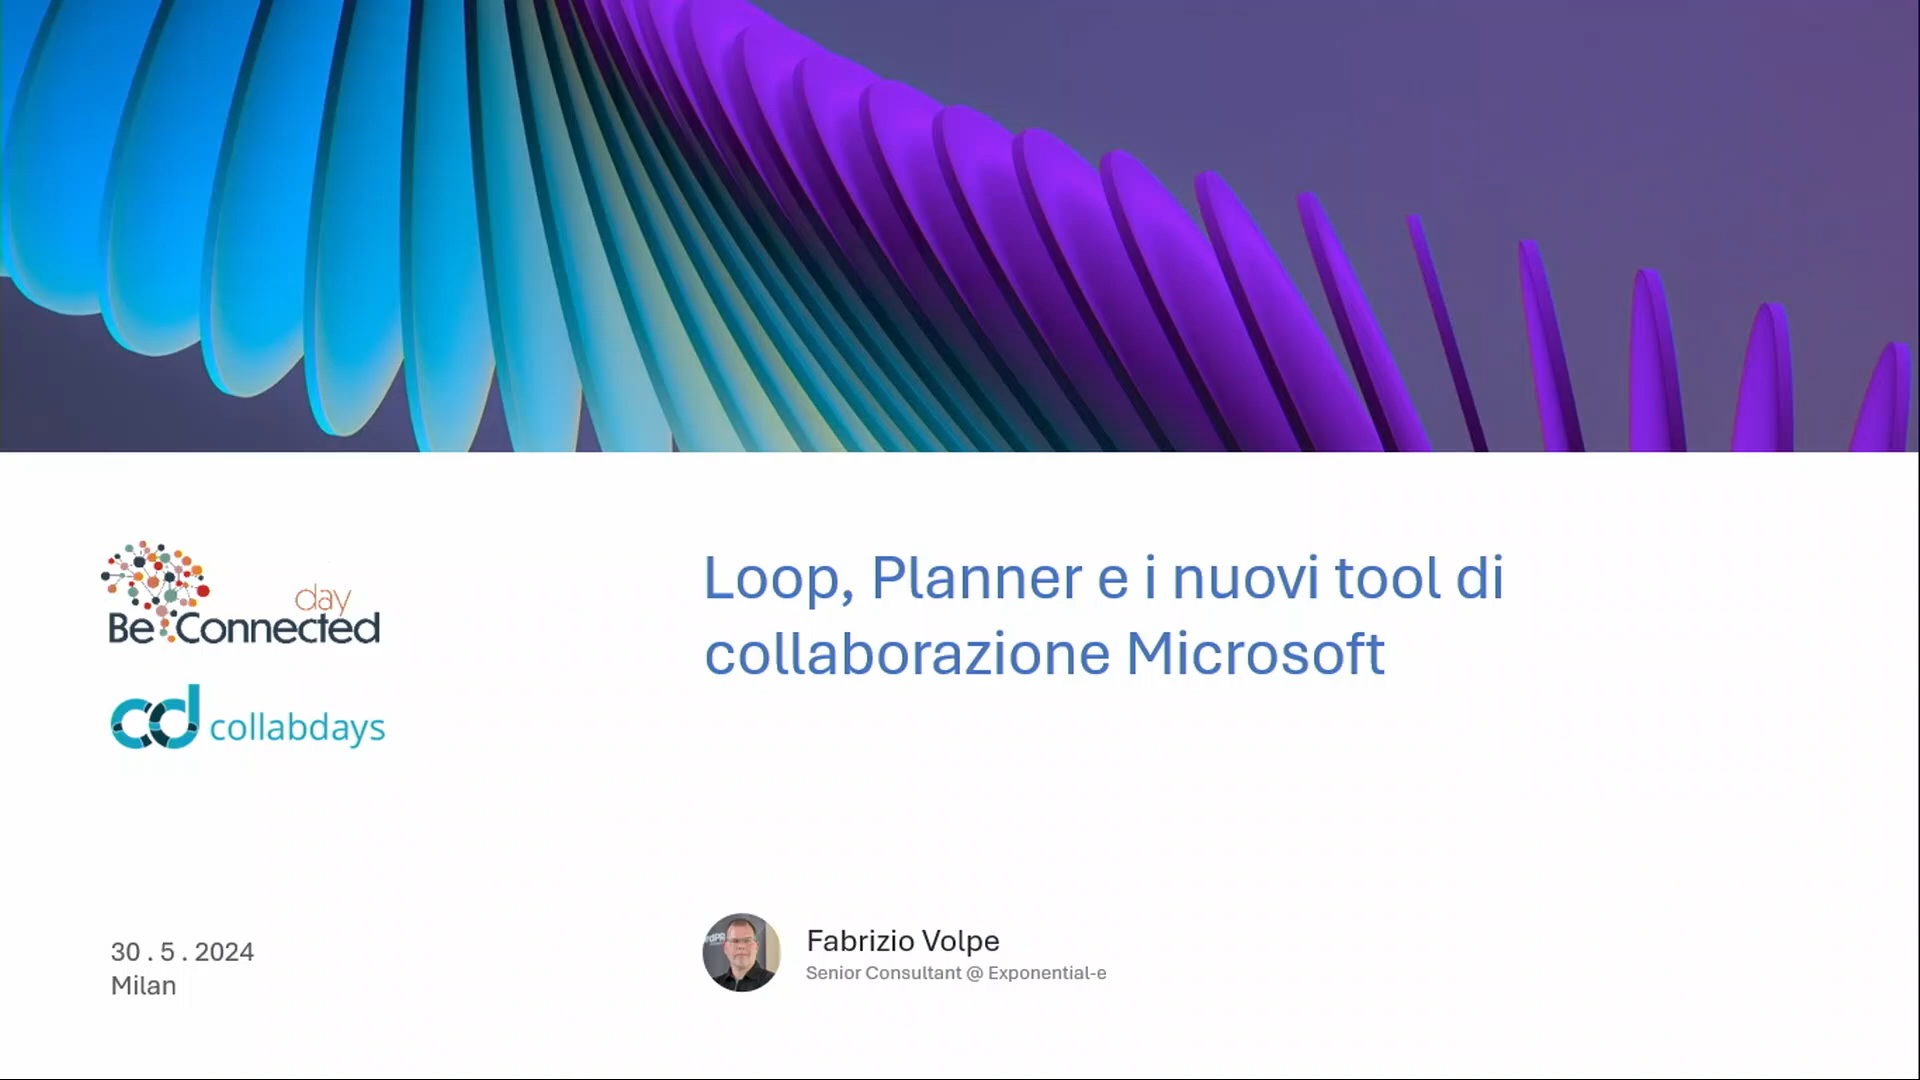 day
Be Connected
cd collabdays
Loop, Planner e i nuovi tool di
collaborazione Microsoft
30 . 5 . 2024
Milan
Fabrizio Volpe
Senior Consultant @ Exponential-e